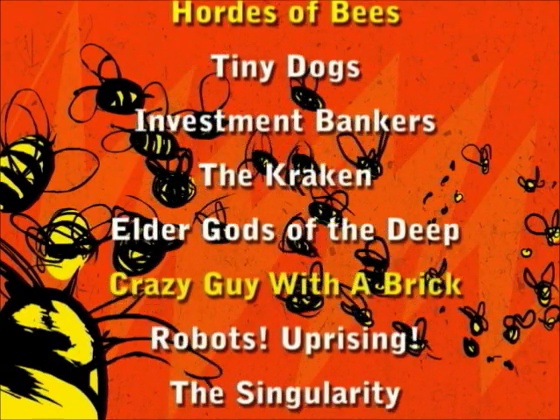 Hordes of Bees
Tiny Dogs
Investment Bankers
The Kraken
Elder Gods of the Deep
Crazy Guy With A Brick
Robots! Uprising!
The Singularity